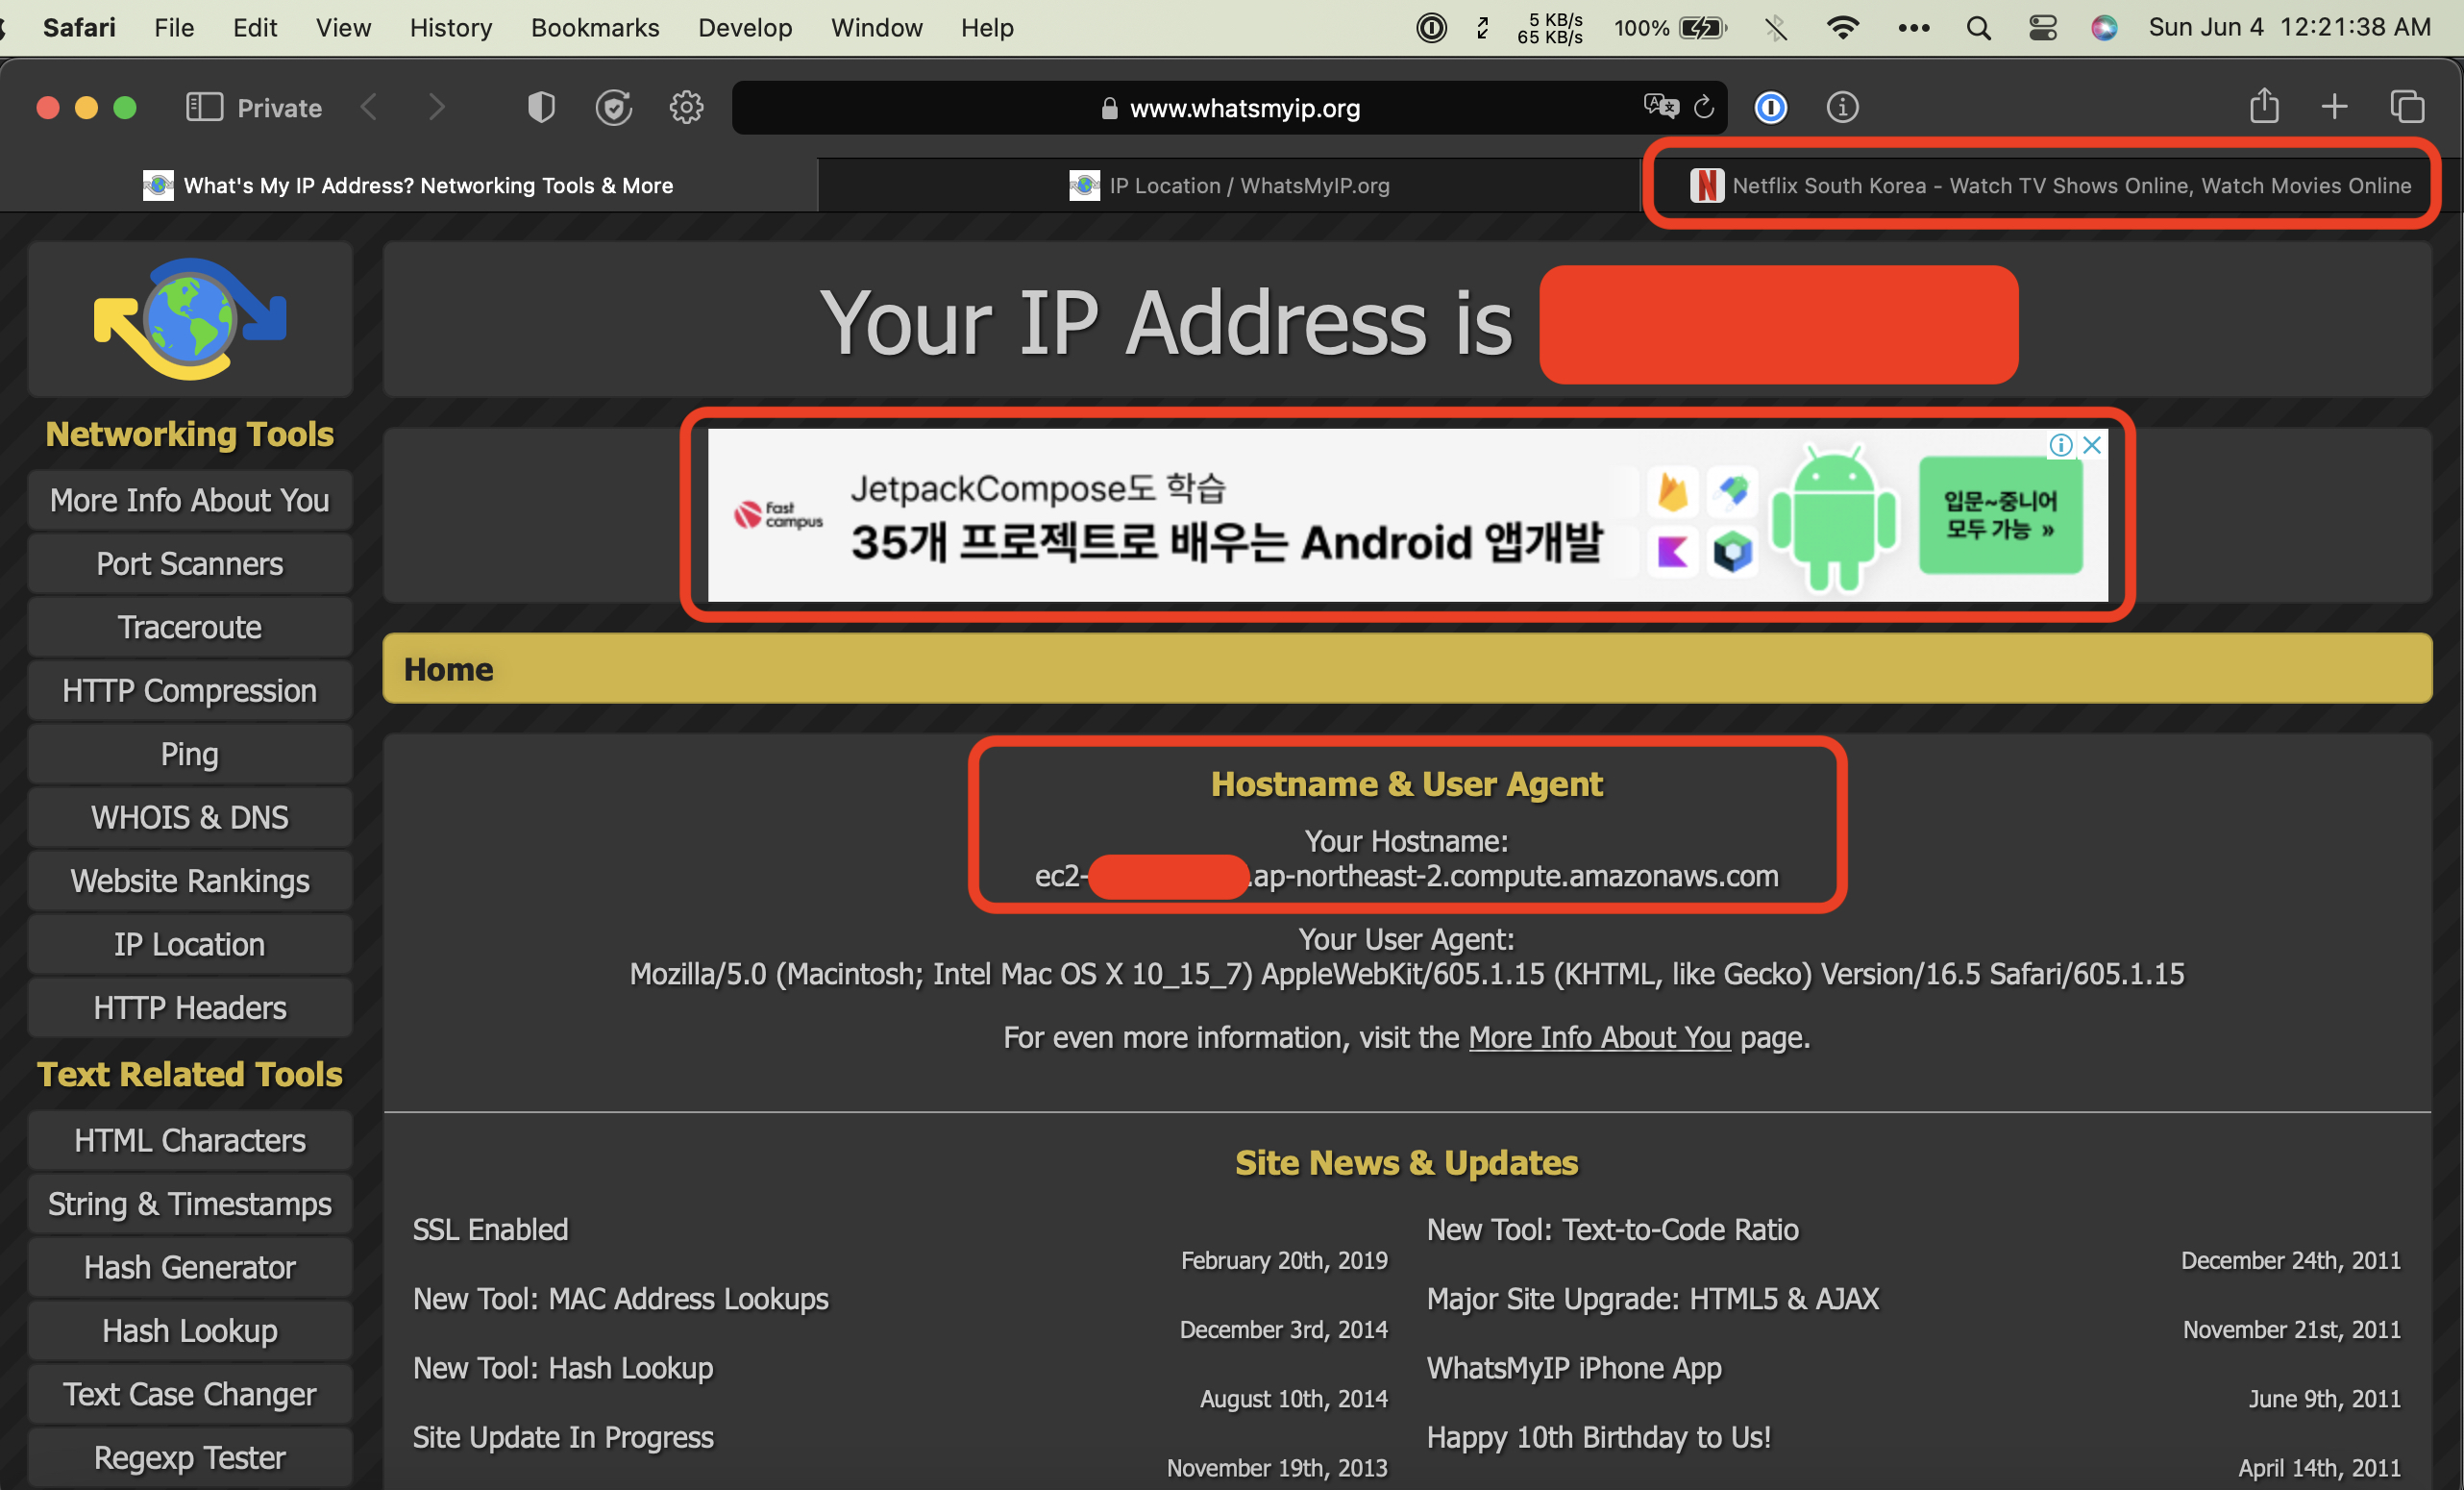 Safari File Edit View History Bookmarks Develop Window Help 5 KB/s 100% Sun Jun 4 12:21:38 AM
65 KB/s
Private www.whatsmyip.org
What's My IP Address? Networking Tools & More IP Location / WhatsMyIP.org Netflix South Korea - Watch TV Shows Online, Watch Movies Online
Your IP Address is
Networking Tools
More Info About You
Port Scanners
Traceroute
HTTP Compression
Ping
WHOIS & DNS
Website Rankings
IP Location
HTTP Headers
Text Related Tools
HTML Characters
String & Timestamps
Hash Generator
Hash Lookup
Text Case Changer
Regexp Tester
fast
campus
JetpackCompose도 학습
35개 프로젝트로 배우는 Android 앱개발
입문~중니어
모두 가능 »
Home
Hostname & User Agent
Your Hostname:
ec2- .ap-northeast-2.compute.amazonaws.com
Your User Agent:
Mozilla/5.0 (Macintosh; Intel Mac OS X 10_15_7) AppleWebKit/605.1.15 (KHTML, like Gecko) Version/16.5 Safari/605.1.15
For even more information, visit the More Info About You page.
Site News & Updates
SSL Enabled
February 20th, 2019
New Tool: MAC Address Lookups
December 3rd, 2014
New Tool: Hash Lookup
August 10th, 2014
Site Update In Progress
November 19th, 2013
New Tool: Text-to-Code Ratio
December 24th, 2011
Major Site Upgrade: HTML5 & AJAX
November 21st, 2011
WhatsMyIP iPhone App
June 9th, 2011
Happy 10th Birthday to Us!
April 14th, 2011